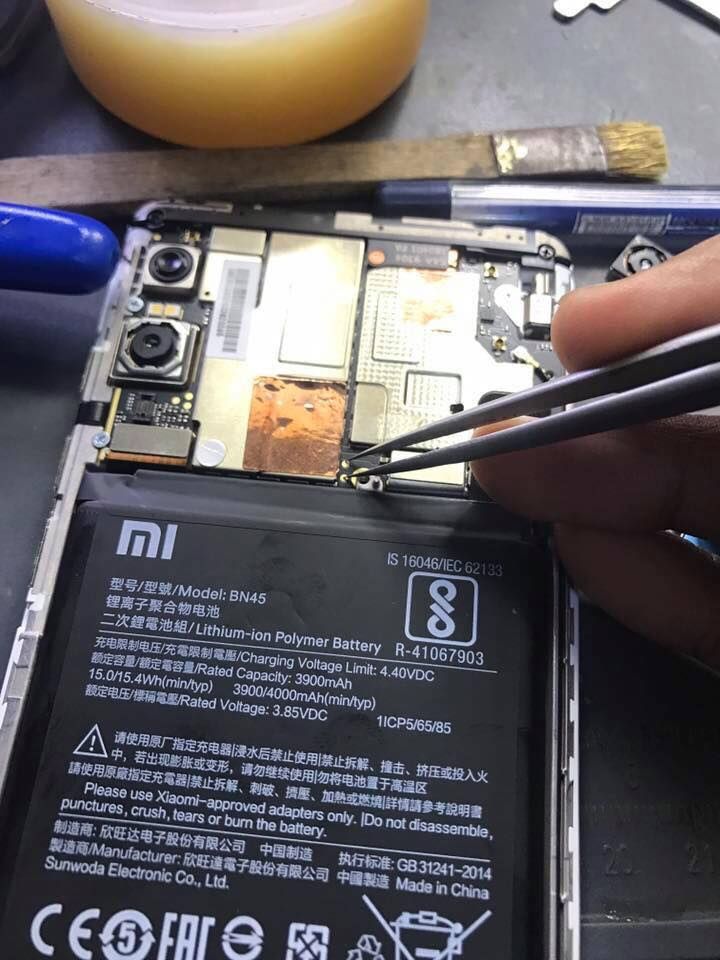 mi
IS 16046/IEC 62133
R-41067903
型号/型號/Model: BN45
锂离子聚合物电池
二次鋰電池組/Lithium-ion Polymer Battery
充电限制电压/充電限制電壓/Charging Voltage Limit: 4.40VDC
额定容量/額定電容量/Rated Capacity: 3900mAh
15.0/15.4Wh(min/typ) 3900/4000mAh(min/typ)
额定电压/標稱電壓/Rated Voltage: 3.85VDC 1ICP5/65/85
请使用原厂指定充电器|浸水后禁止使用|禁止拆解、撞击、挤压或投入火
中，若出现膨胀或变形，请勿继续使用|勿将电池置于高温区
請使用原廠指定充電器|禁止拆解、刺破、擠壓、加熱或燃燒|詳情請參考說明書
Please use Xiaomi-approved adapters only. |Do not disassemble,
punctures, crush, tears or burn the battery.
制造商: 欣旺达电子股份有限公司 中国制造 执行标准: GB 31241-2014
製造商/Manufacturer: 欣旺達電子股份有限公司 中國製造 Made in China
Sunwoda Electronic Co., Ltd.
CE 5 EAC